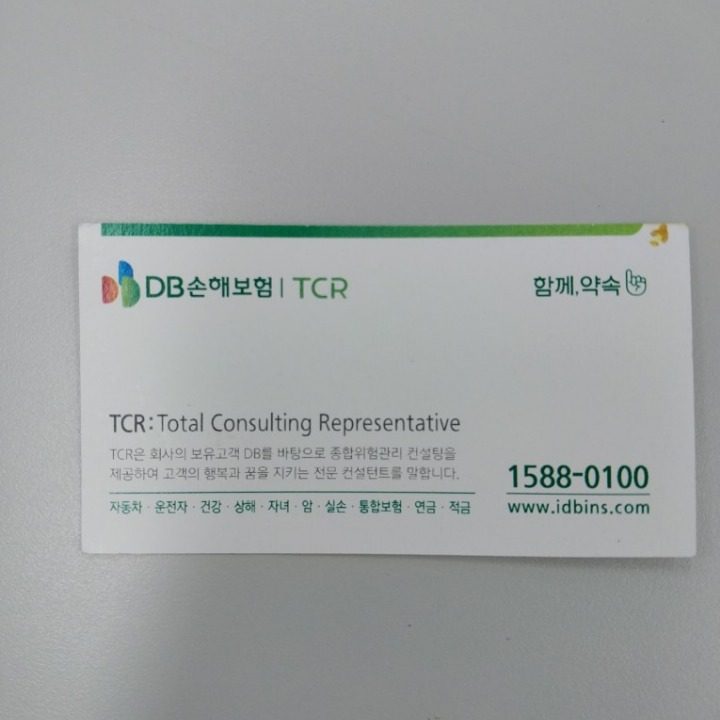 DB손해보험 | TCR
함께,약속
TCR : Total Consulting Representative
TCR은 회사의 보유고객 DB를 바탕으로 종합위험관리 컨설팅을
제공하여 고객의 행복과 꿈을 지키는 전문 컨설턴트를 말합니다.
자동차 · 운전자 · 건강 · 상해 · 자녀 · 암 · 실손 · 통합보험 · 연금 · 적금
1588-0100
www.idbins.com